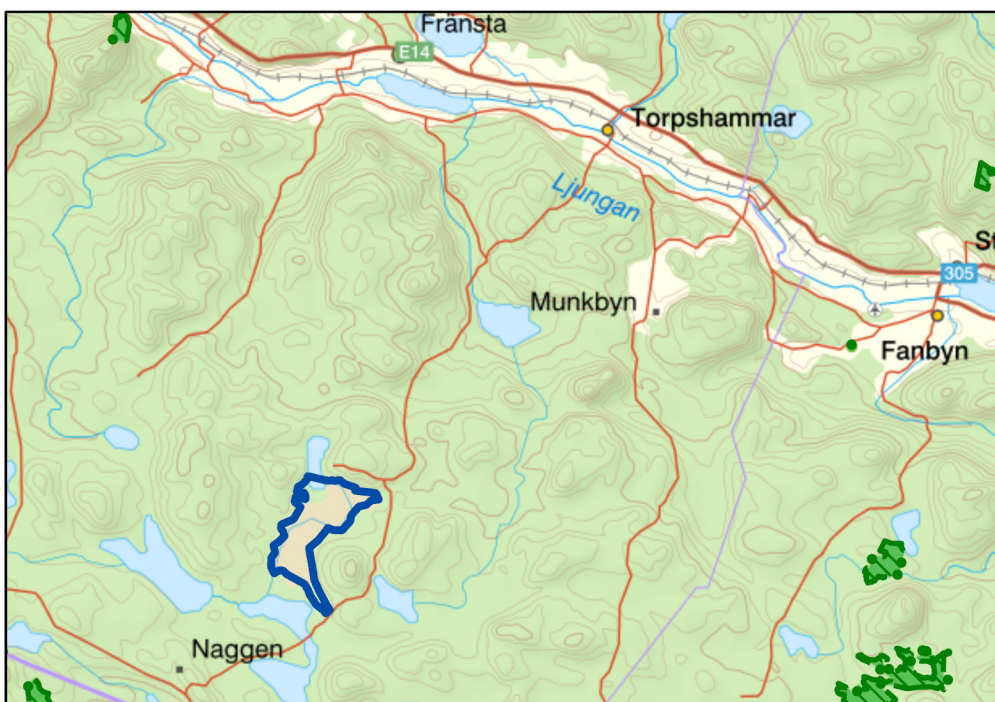 Fränsta
E14
Torpshammar
Ljungan
St
305
Munkbyn
Fanbyn
Naggen